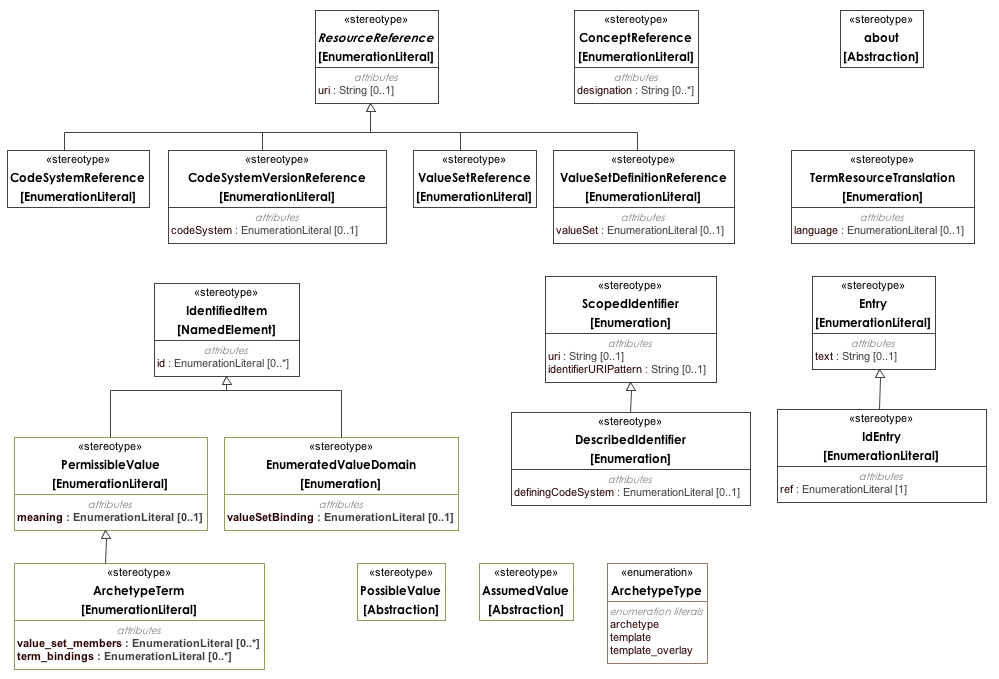 «stereotype»
ResourceReference
[EnumerationLiteral]
attributes
uri : String [0..1]
«stereotype»
ConceptReference
[EnumerationLiteral]
attributes
designation : String [0..*]
«stereotype»
about
[Abstraction]
«stereotype»
CodeSystemReference
[EnumerationLiteral]
«stereotype»
CodeSystemVersionReference
[EnumerationLiteral]
attributes
codeSystem : EnumerationLiteral [0..1]
«stereotype»
ValueSetReference
[EnumerationLiteral]
«stereotype»
ValueSetDefinitionReference
[EnumerationLiteral]
attributes
valueSet : EnumerationLiteral [0..1]
«stereotype»
TermResourceTranslation
[Enumeration]
attributes
language : EnumerationLiteral [0..1]
«stereotype»
IdentifiedItem
[NamedElement]
attributes
id : EnumerationLiteral [0..*]
«stereotype»
ScopedIdentifier
[Enumeration]
attributes
uri : String [0..1]
identifierURIPattern : String [0..1]
«stereotype»
Entry
[EnumerationLiteral]
attributes
text : String [0..1]
«stereotype»
PermissibleValue
[EnumerationLiteral]
attributes
meaning : EnumerationLiteral [0..1]
«stereotype»
EnumeratedValueDomain
[Enumeration]
attributes
valueSetBinding : EnumerationLiteral [0..1]
«stereotype»
DescribedIdentifier
[Enumeration]
attributes
definingCodeSystem : EnumerationLiteral [0..1]
«stereotype»
IdEntry
[EnumerationLiteral]
attributes
ref : EnumerationLiteral [1]
«stereotype»
ArchetypeTerm
[EnumerationLiteral]
attributes
value_set_members : EnumerationLiteral [0..*]
term_bindings : EnumerationLiteral [0..*]
«stereotype»
PossibleValue
[Abstraction]
«stereotype»
AssumedValue
[Abstraction]
«enumeration»
ArchetypeType
enumeration literals
archetype
template
template_overlay